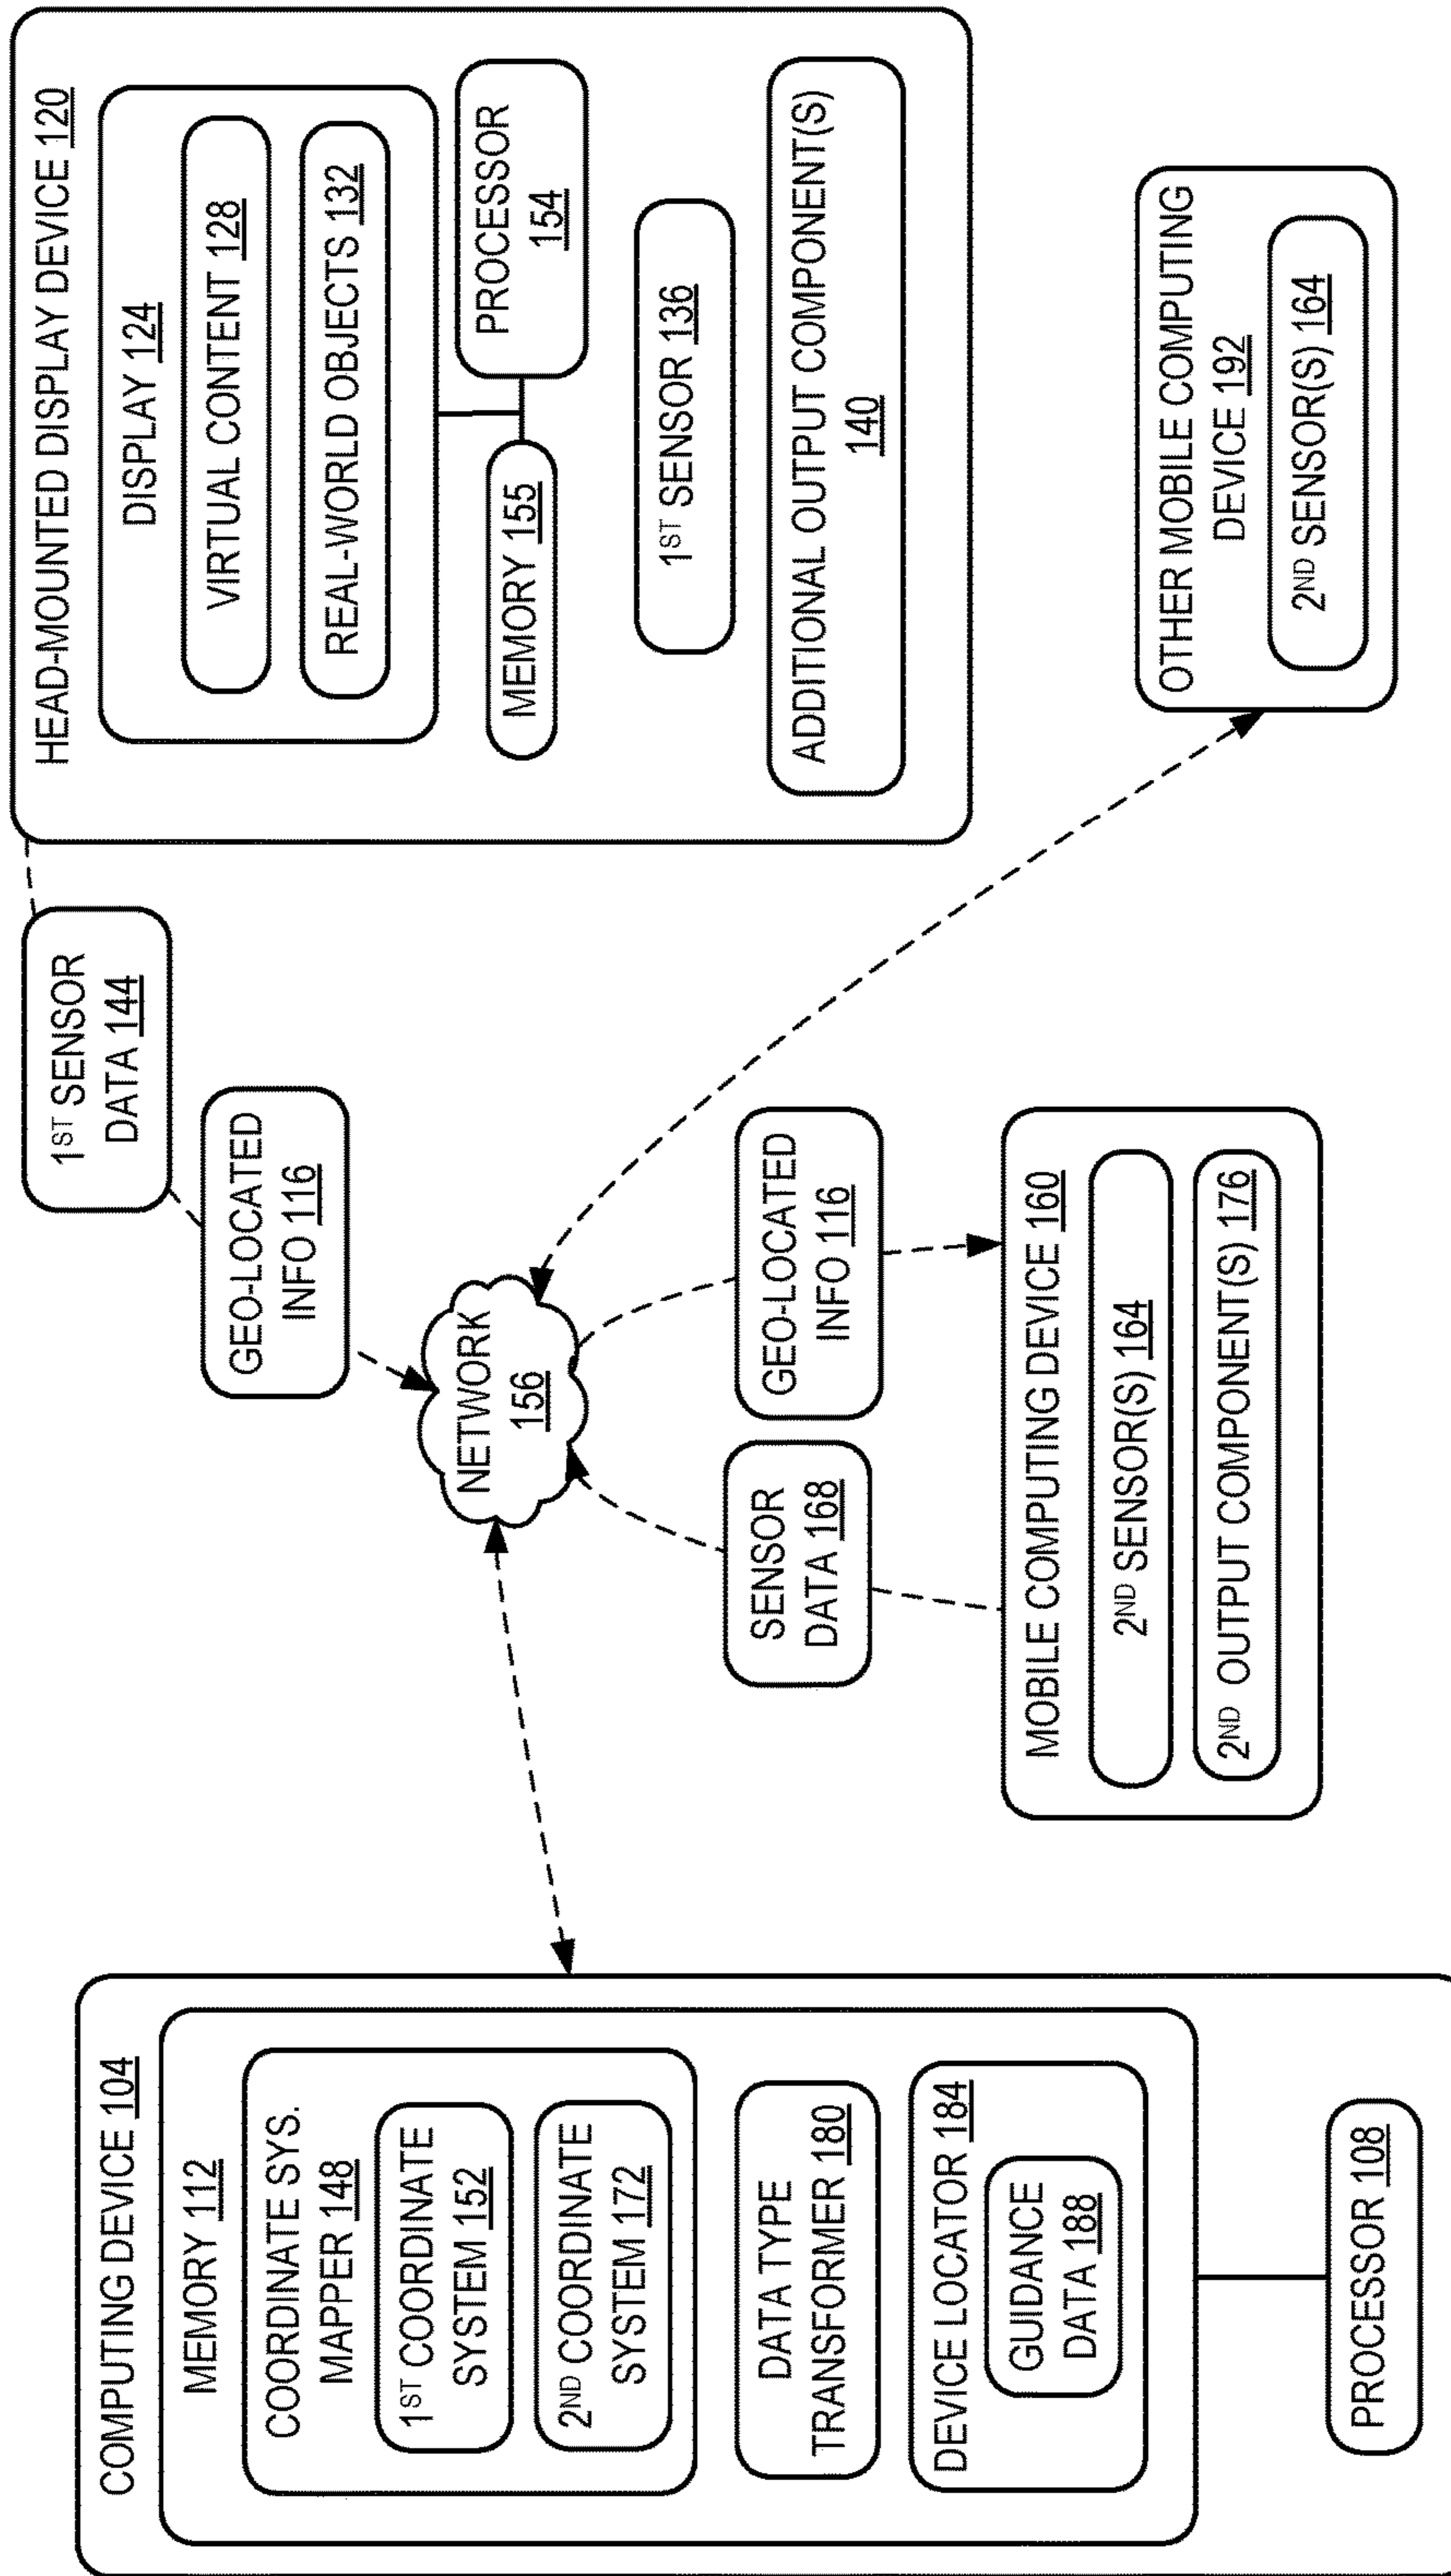 COMPUTING DEVICE 104
MEMORY 112
COORDINATE SYS.
MAPPER 148
1ST COORDINATE
SYSTEM 152
2ND COORDINATE
SYSTEM 172
DATA TYPE
TRANSFORMER 180
DEVICE LOCATOR 184
GUIDANCE
DATA 188
PROCESSOR 108
1ST SENSOR
DATA 144
GEO-LOCATED
INFO 116
NETWORK
156
SENSOR
DATA 168
GEO-LOCATED
INFO 116
MOBILE COMPUTING DEVICE 160
2ND SENSOR(S) 164
2ND OUTPUT COMPONENT(S) 176
HEAD-MOUNTED DISPLAY DEVICE 120
DISPLAY 124
VIRTUAL CONTENT 128
REAL-WORLD OBJECTS 132
MEMORY 155
PROCESSOR
154
1ST SENSOR 136
ADDITIONAL OUTPUT COMPONENT(S)
140
OTHER MOBILE COMPUTING
DEVICE 192
2ND SENSOR(S) 164